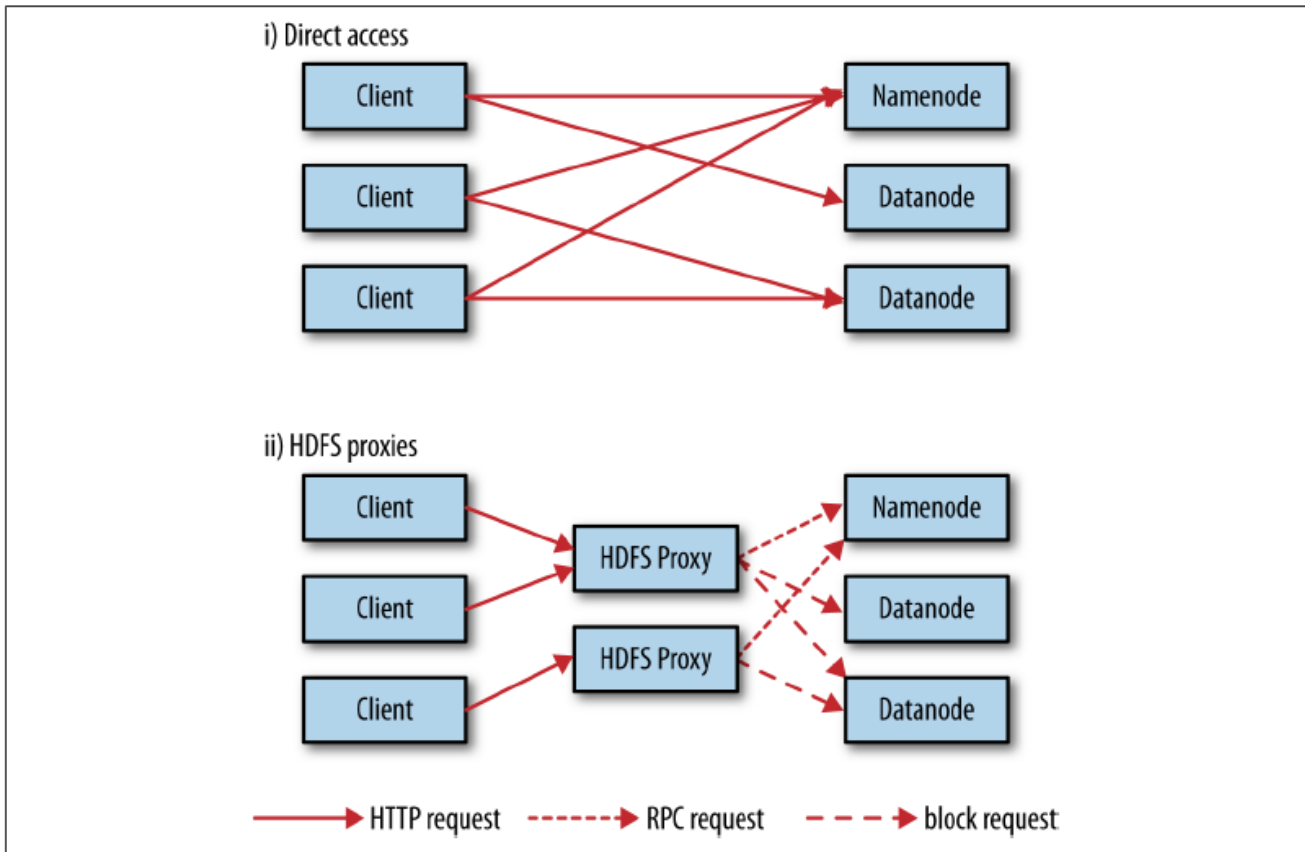 i) Direct access
Client
Namenode
Client
Datanode
Client
Datanode
ii) HDFS proxies
Client
Namenode
HDFS Proxy
Client
Datanode
HDFS Proxy
Client
Datanode
HTTP request
RPC request
block request